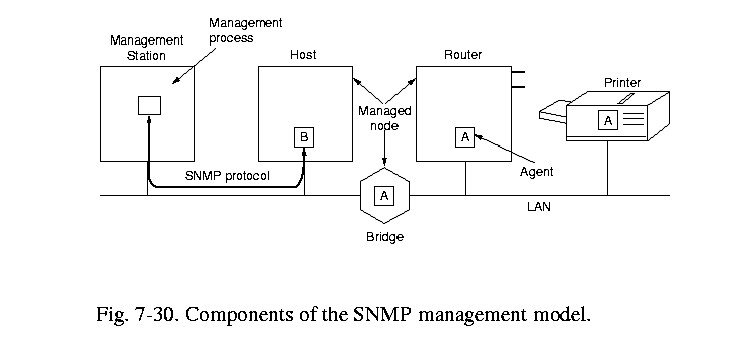 Management
process
Management
Station
Host
Router
Printer
Managed
node
B
A
A
A
SNMP protocol
Agent
LAN
Bridge
Fig. 7-30. Components of the SNMP management model.